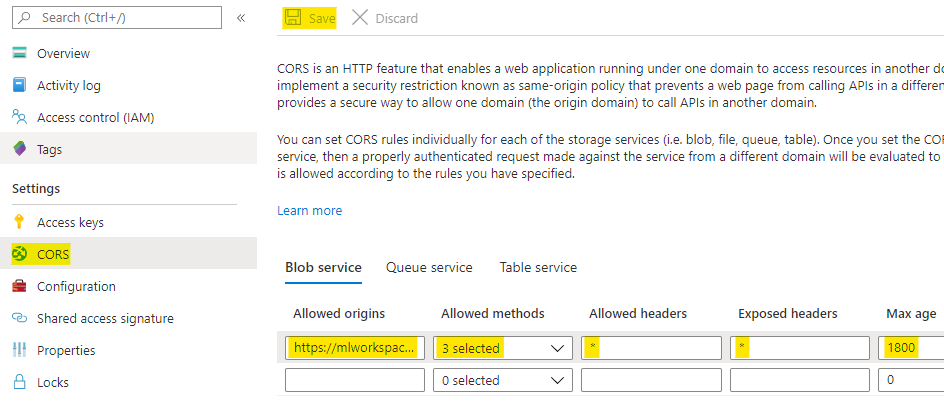 Search (Ctrl+/)
«
Overview
Activity log
Access control (IAM)
Tags
Settings
Access keys
CORS
Configuration
Shared access signature
Properties
Locks
Save
Discard
CORS is an HTTP feature that enables a web application running under one domain to access resources in another do
implement a security restriction known as same-origin policy that prevents a web page from calling APIs in a differe
provides a secure way to allow one domain (the origin domain) to call APIs in another domain.
You can set CORS rules individually for each of the storage services (i.e. blob, file, queue, table). Once you set the COR
service, then a properly authenticated request made against the service from a different domain will be evaluated to
is allowed according to the rules you have specified.
Learn more
Blob service Queue service Table service
Allowed origins Allowed methods Allowed headers Exposed headers Max age
https://mlworkspac... 3 selected * * 1800
0 selected 0